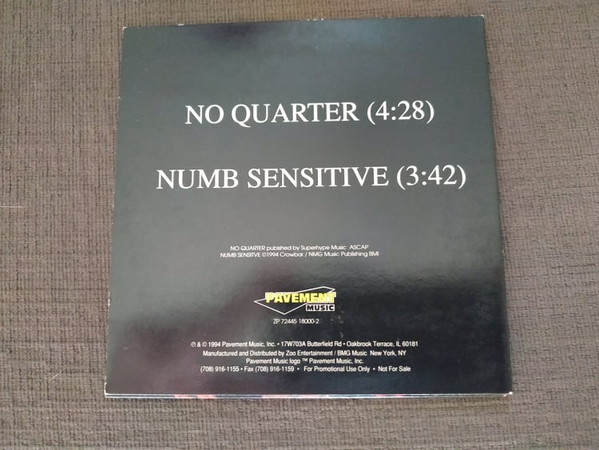 NO QUARTER (4:28)
NUMB SENSITIVE (3:42)
NO QUARTER published by Superhype Music ASCAP
NUMB SENSITVE ©1994 Crowbar / NMG Music Publishing BMI
PAVEMENT
MUSIC
ZP 72445 18000-2
℗ & © 1994 Pavement Music, Inc. • 17W703A Butterfield Rd. • Oakbrook Terrace, IL 60181
Manufactured and Distributed by Zoo Entertainment / BMG Music New York, NY
Pavement Music logo ™ Pavement Music, Inc.
(708) 916-1155 • Fax (708) 916-1159 • For Promotional Use Only • Not For Sale